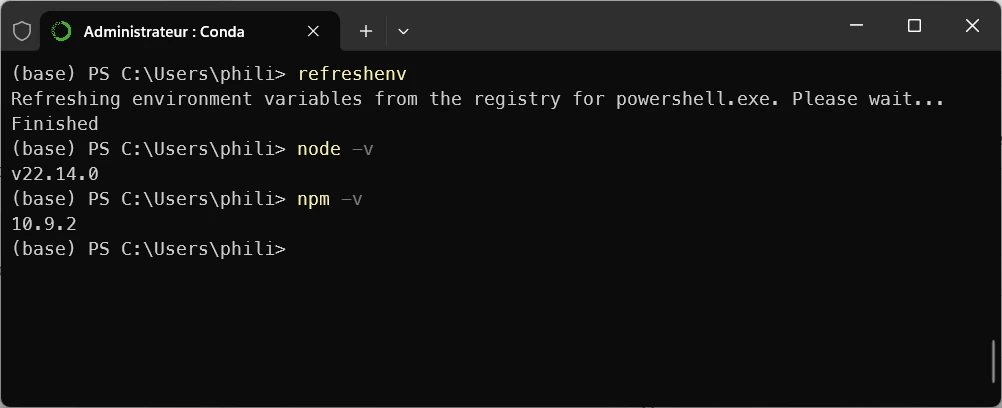 Administrateur : Conda
(base) PS C:\Users\phili> refreshenv
Refreshing environment variables from the registry for powershell.exe. Please wait...
Finished
(base) PS C:\Users\phili> node -v
v22.14.0
(base) PS C:\Users\phili> npm -v
10.9.2
(base) PS C:\Users\phili>